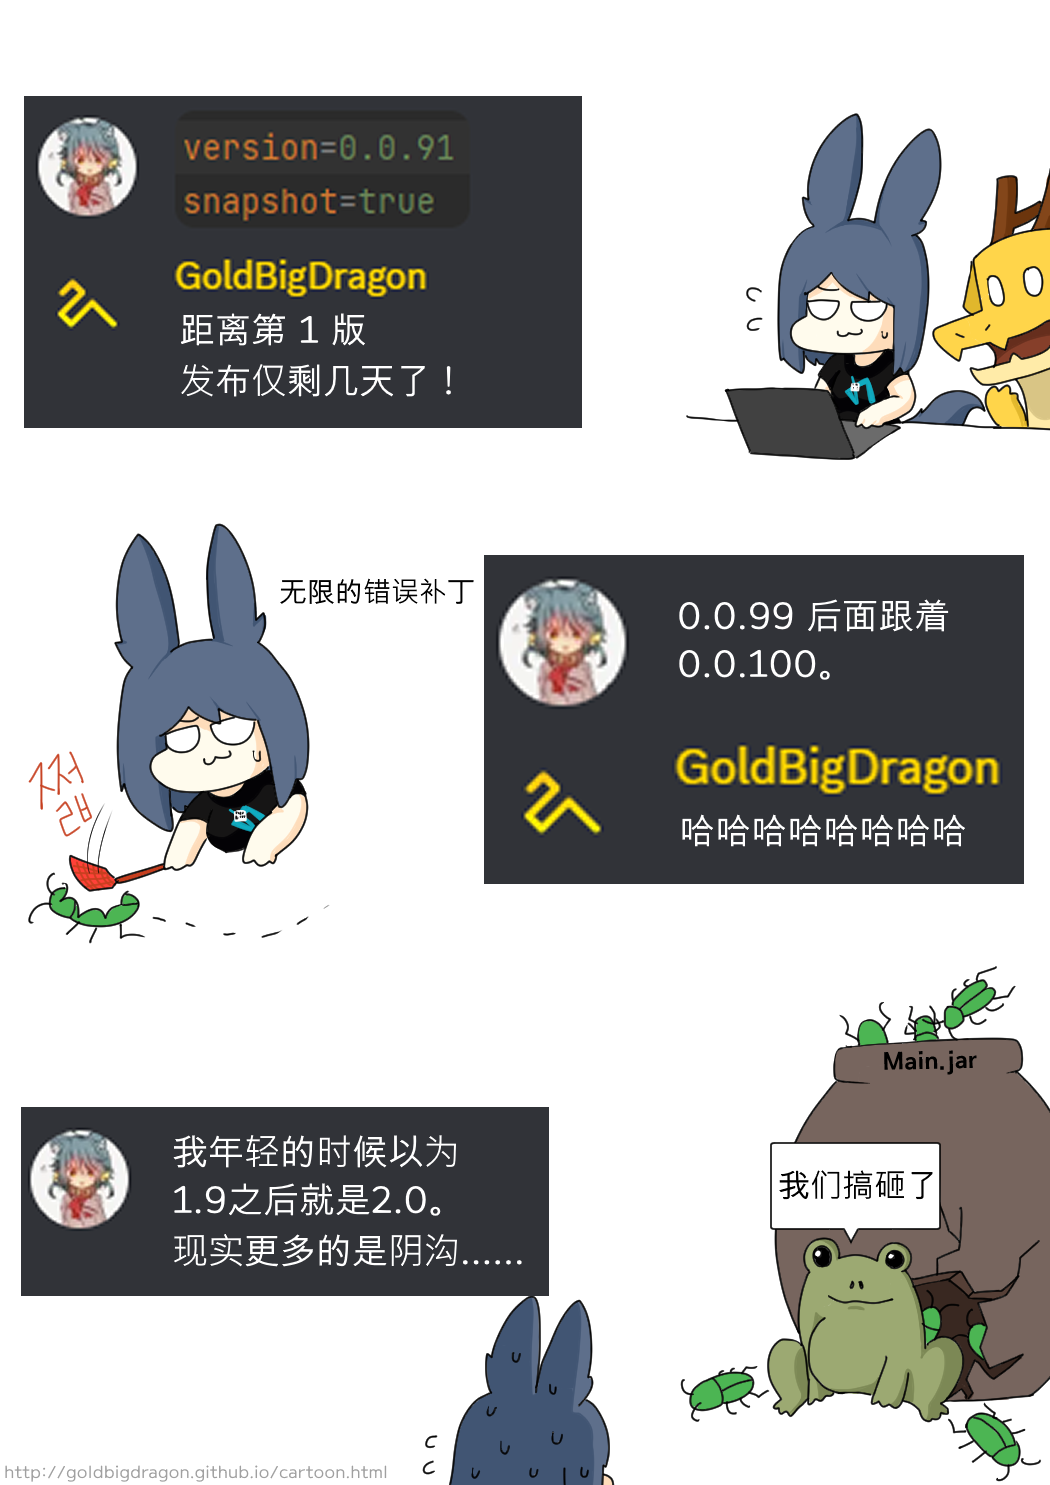 version=0.0.91
snapshot=true
GoldBigDragon
距离第 1 版
发布仅剩几天了！
无限的错误补丁
0.0.99 后面跟着
0.0.100。
GoldBigDragon
哈哈哈哈哈哈哈哈
쩌절
럽
Main.jar
我们搞砸了
我年轻的时候以为
1.9之后就是2.0。
现实更多的是阴沟......
http://goldbigdragon.github.io/cartoon.html